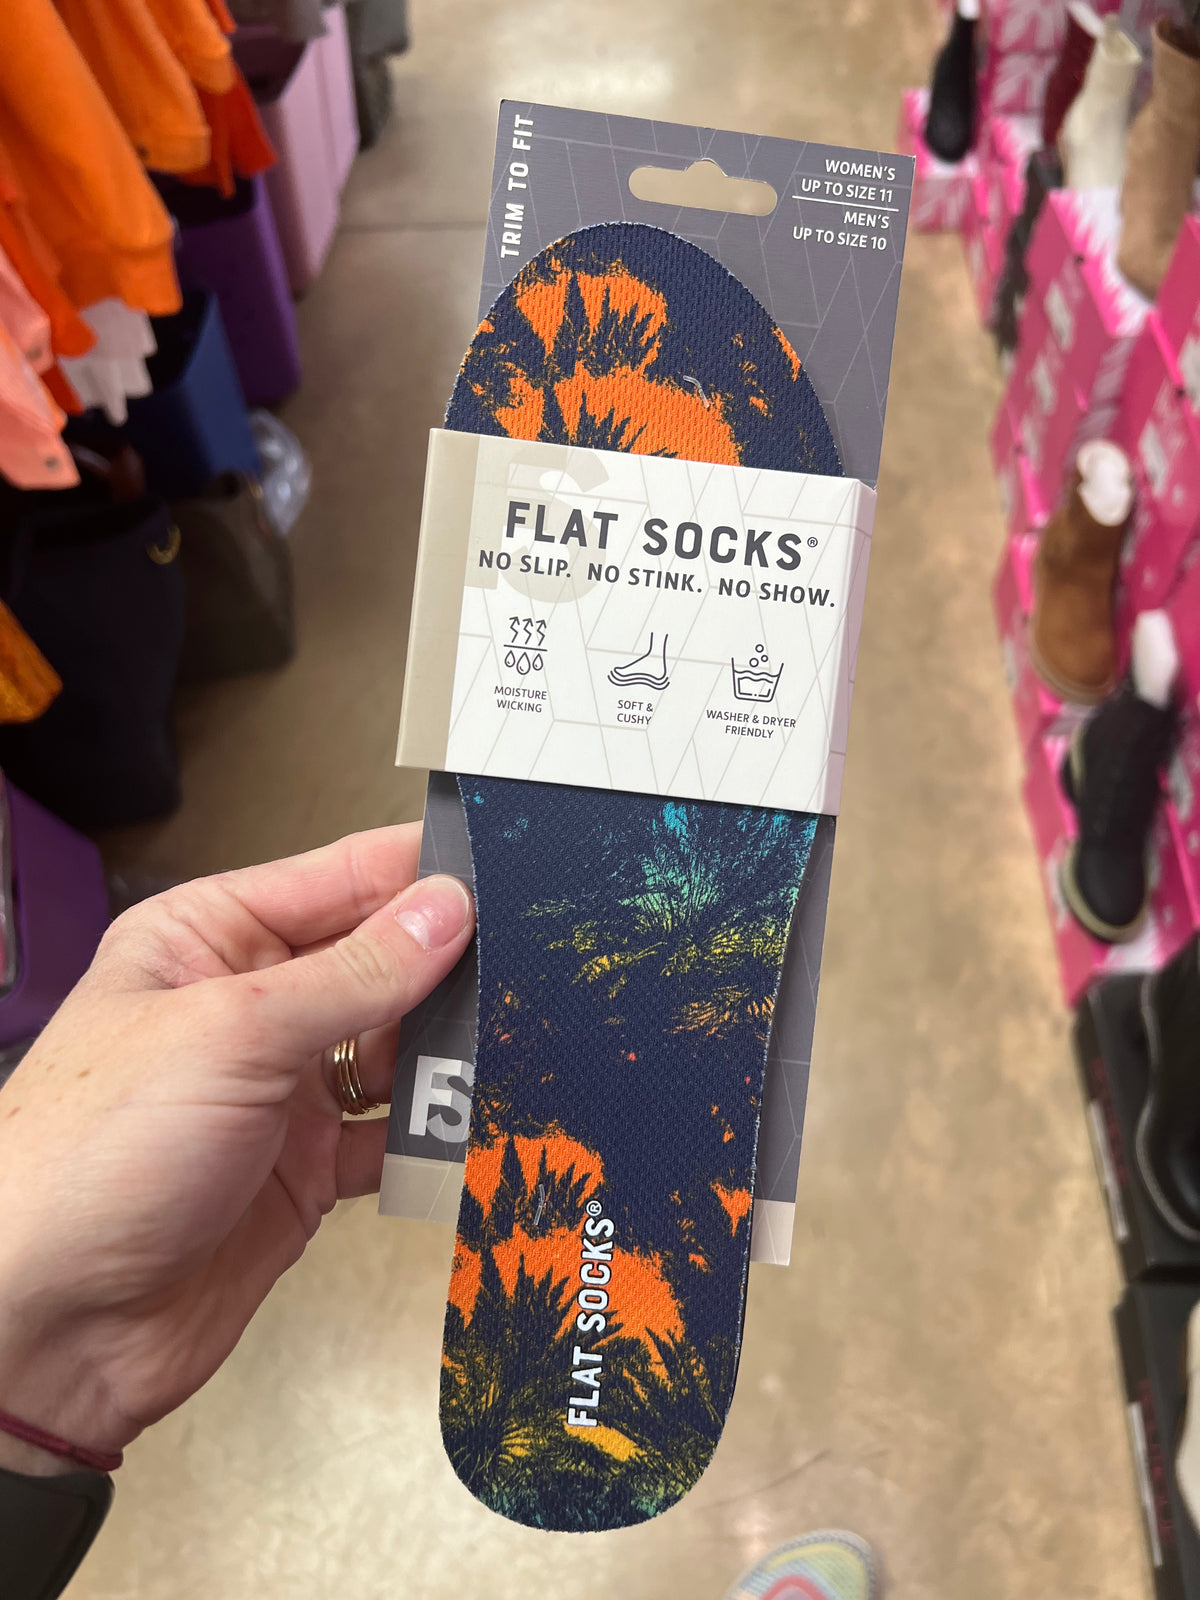 TRIM TO FIT
WOMEN'S
UP TO SIZE 11
MEN'S
UP TO SIZE 10
FLAT SOCKS®
NO SLIP. NO STINK. NO SHOW.
MOISTURE
WICKING
SOFT &
CUSHY
WASHER & DRYER
FRIENDLY
FS
FLAT SOCKS®